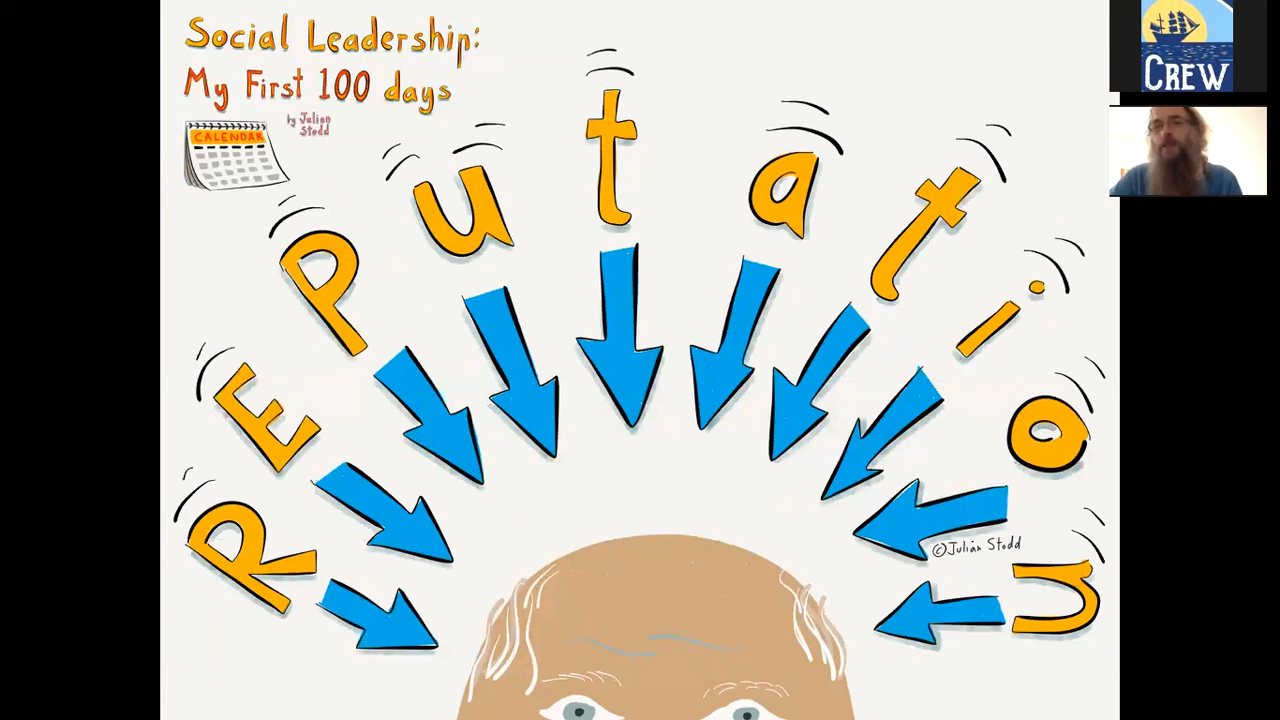 Social Leadership:
My First 100 days
by Julian
Stodd
CALENDAR
REPutation
©Julian Stodd
CREW